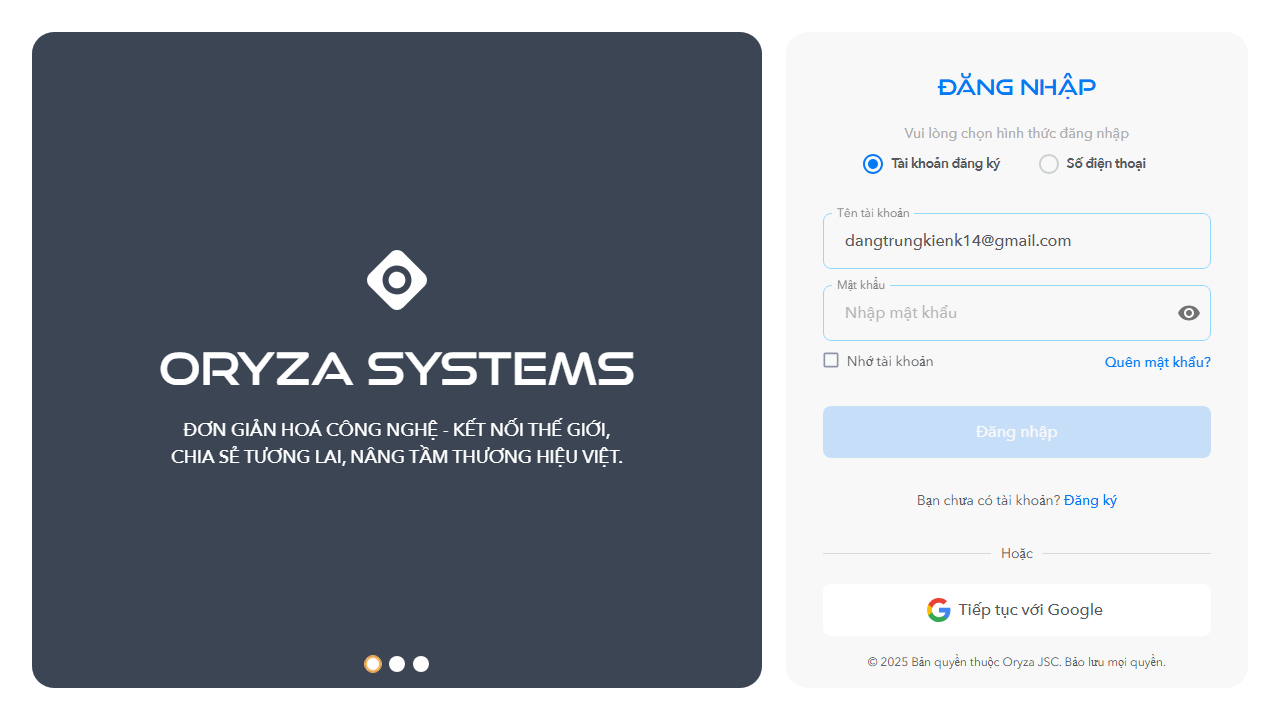 ORYZA SYSTEMS
ĐƠN GIẢN HOÁ CÔNG NGHỆ - KẾT NỐI THẾ GIỚI,
CHIA SẺ TƯƠNG LAI, NÂNG TẦM THƯƠNG HIỆU VIỆT.
ĐĂNG NHẬP
Vui lòng chọn hình thức đăng nhập
Tài khoản đăng ký
Số điện thoại
Tên tài khoản
dangtrungkienk14@gmail.com
Mật khẩu
Nhập mật khẩu
Nhớ tài khoản
Quên mật khẩu?
Đăng nhập
Bạn chưa có tài khoản? Đăng ký
Hoặc
Tiếp tục với Google
© 2025 Bản quyền thuộc Oryza JSC. Bảo lưu mọi quyền.